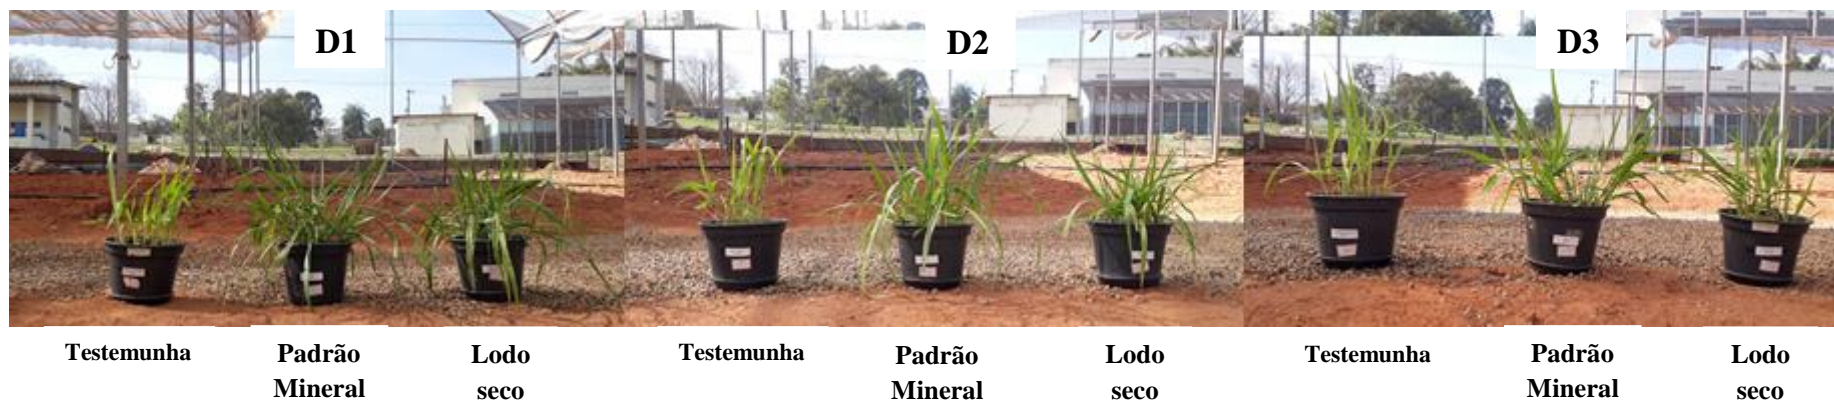 D1
D2
D3
Testemunha
Padrão
Mineral
Lodo
seco
Testemunha
Padrão
Mineral
Lodo
seco
Testemunha
Padrão
Mineral
Lodo
seco